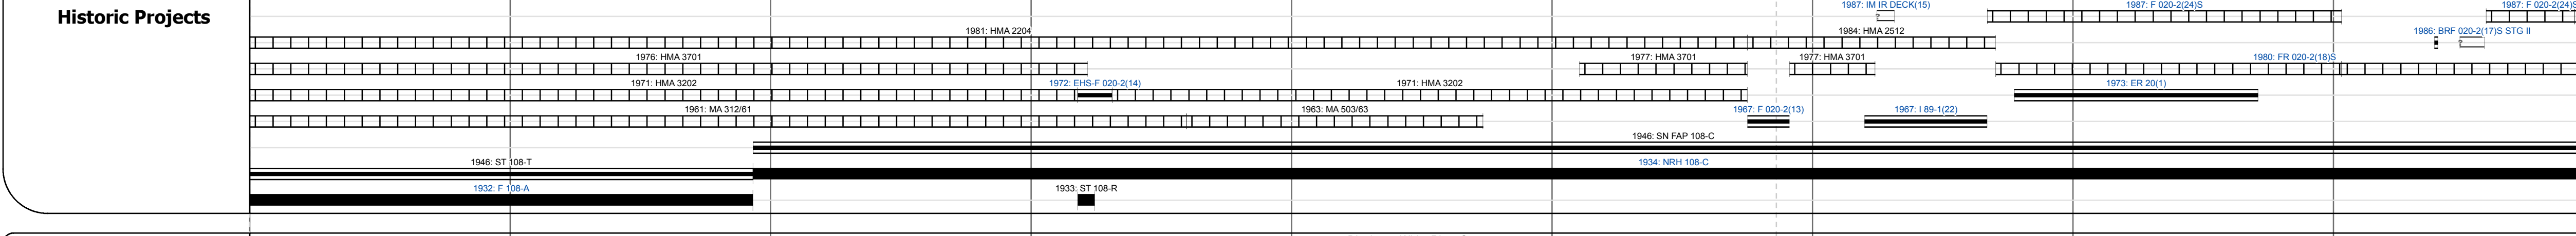 Historic Projects
1987: IM IR DECK(15)
1987: F 020-2(24)S
1987: F 020-2(24)S
1981: HMA 2204
1984: HMA 2512
1986: BRF 020-2(17)S STG II
1976: HMA 3701
1977: HMA 3701
1977: HMA 3701
1980: FR 020-2(18)S
1971: HMA 3202
1972: EHS-F 020-2(14)
1971: HMA 3202
1973: ER 20(1)
1961: MA 312/61
1963: MA 503/63
1967: F 020-2(13)
1967: I 89-1(22)
1946: SN FAP 108-C
1946: ST 108-T
1934: NRH 108-C
1932: F 108-A
1933: ST 108-R